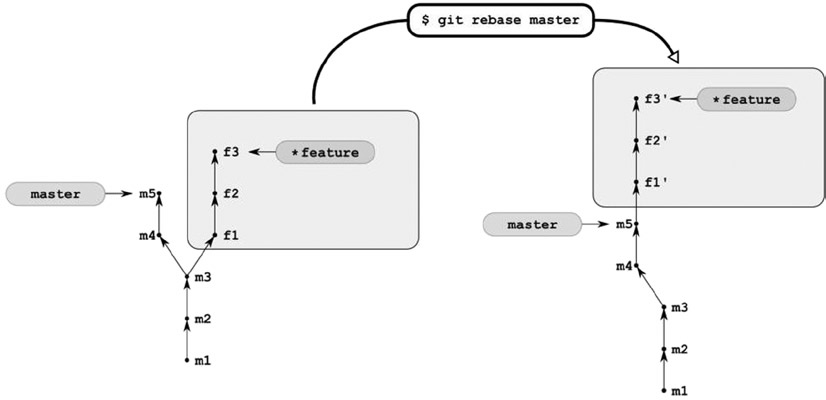 $ git rebase master
f3
* feature
master
m5
f2
m4
f1
m3
m2
m1
f3'
* feature
f2'
f1'
master
m5
m4
m3
m2
m1